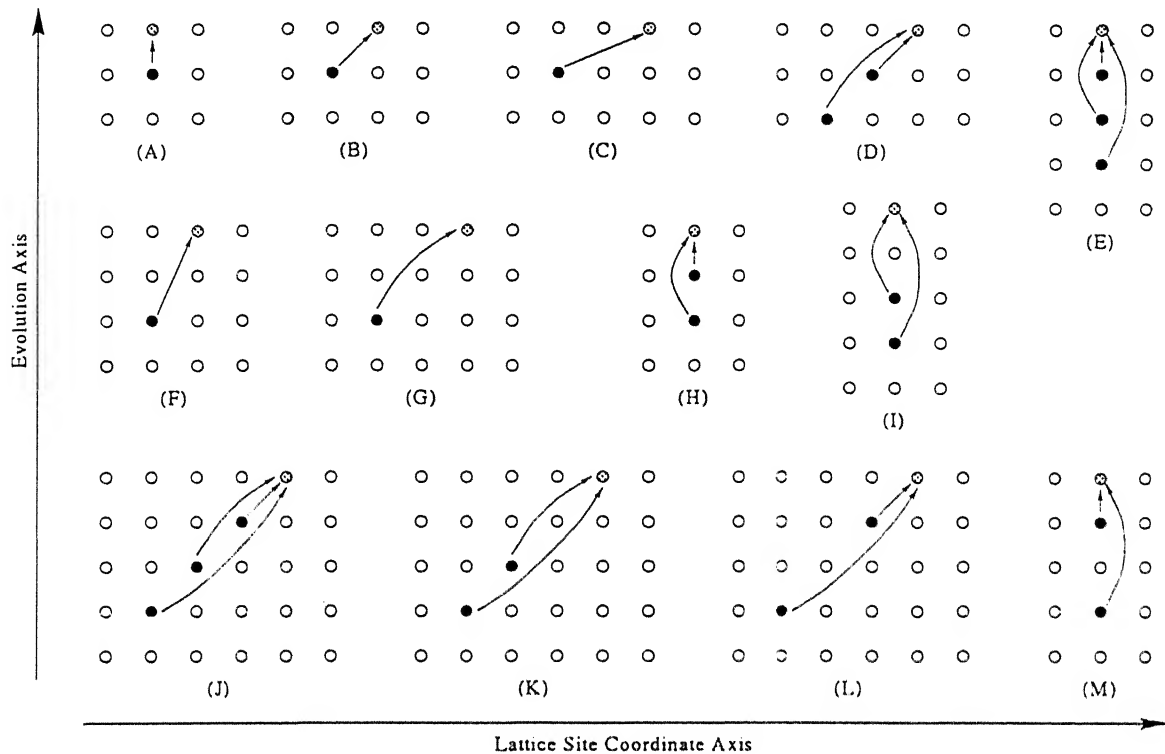 Evolution Axis
(A)
(B)
(C)
(D)
(E)
(F)
(G)
(H)
(I)
(J)
(K)
(L)
(M)
Lattice Site Coordinate Axis